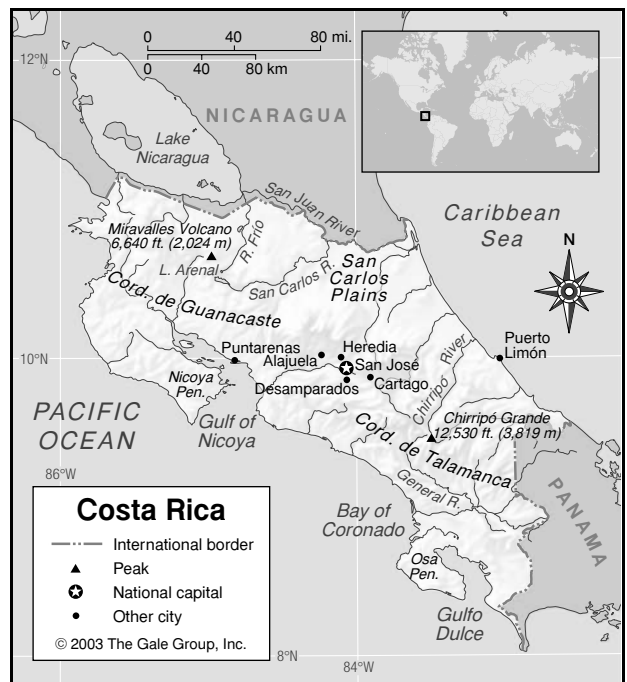 0 40 80 mi.
0 40 80 km
12°N
NICARAGUA
Lake
Nicaragua
San Juan River
Caribbean
Sea
Miravalles Volcano
6,640 ft. (2,024 m)
R. Frío
L. Arenal
San Carlos R.
San
Carlos
Plains
Cord. de Guanacaste
N
10°N
Puntarenas
Alajuela
Heredia
San José
Desamparados
Cartago
Puerto
Limón
Chirripó River
Nicoya
Pen.
PACIFIC
OCEAN
Gulf of
Nicoya
Chirripó Grande
12,530 ft. (3,819 m)
Cord. de Talamanca
86°W
General R.
Bay of
Coronado
PANAMA
Osa
Pen.
Gulfo
Dulce
8°N
84°W
Costa Rica
International border
Peak
National capital
Other city
© 2003 The Gale Group, Inc.